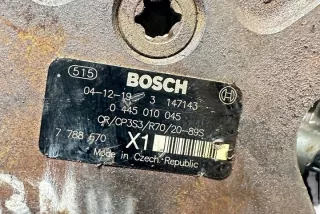 515 BOSCH
04-12-19 3 147143
0 445 010 045
CR/CP3S3/R70/20-89S
7 788 670 X1
Made in Czech Republic